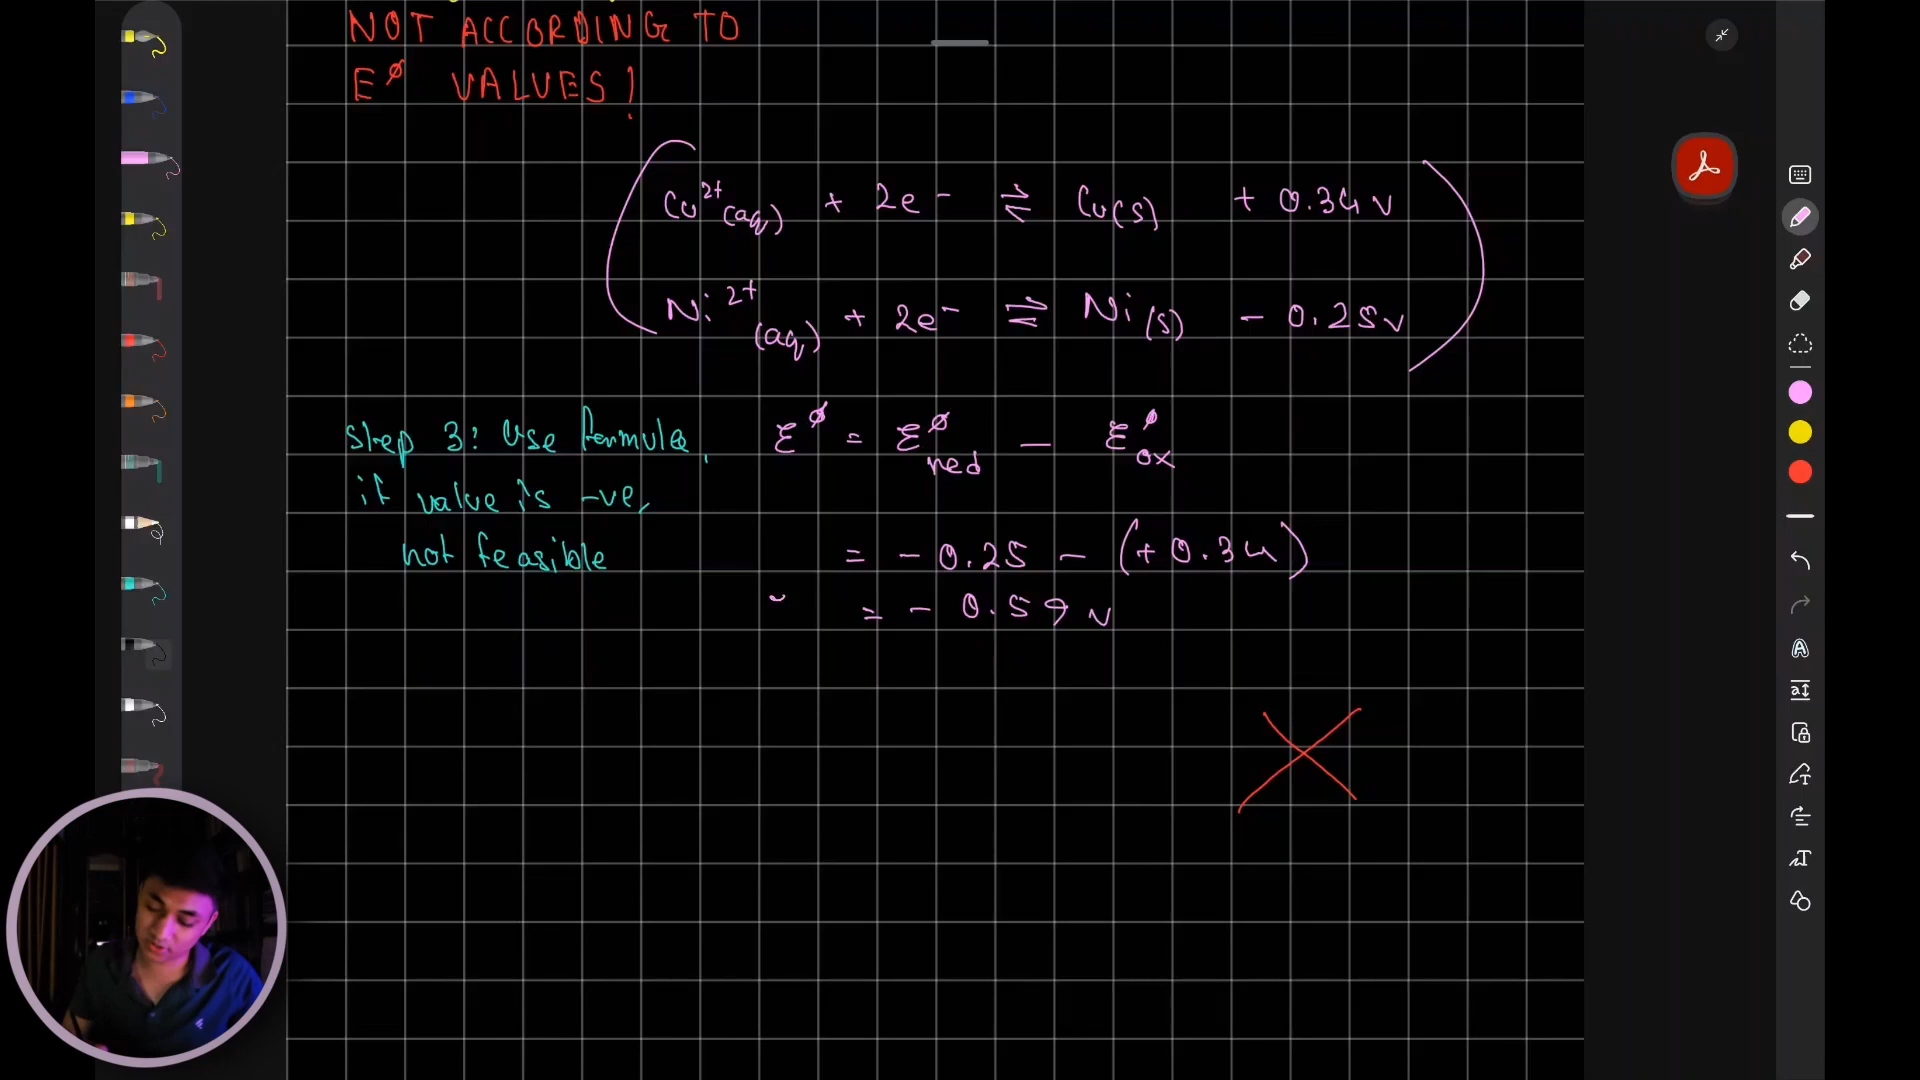 NOT ACCORDING TO
E⌀ VALUES!
Cu²⁺(aq) + 2e⁻ ⇌ Cu(s) + 0.34 V
Ni²⁺(aq) + 2e⁻ ⇌ Ni(s) - 0.25 V
step 3: Use formula,
if value is -ve,
not feasible
E⌀ = E⌀red - E⌀ox
= - 0.25 - (+ 0.34)
= - 0.59 V